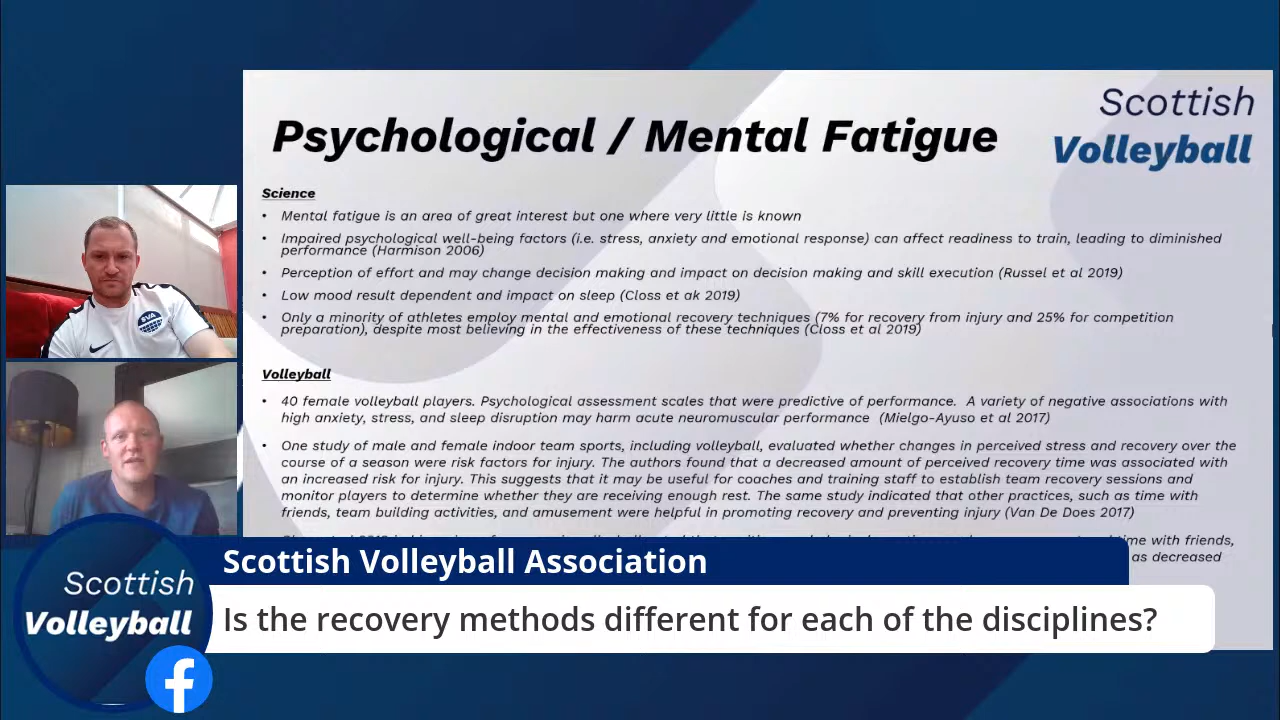 Scottish
Volleyball
Psychological / Mental Fatigue
Science
• Mental fatigue is an area of great interest but one where very little is known
• Impaired psychological well-being factors (i.e. stress, anxiety and emotional response) can affect readiness to train, leading to diminished
performance (Harmison 2006)
• Perception of effort and may change decision making and impact on decision making and skill execution (Russel et al 2019)
• Low mood result dependent and impact on sleep (Closs et ak 2019)
• Only a minority of athletes employ mental and emotional recovery techniques (7% for recovery from injury and 25% for competition
preparation), despite most believing in the effectiveness of these techniques (Closs et al 2019)
Volleyball
• 40 female volleyball players. Psychological assessment scales that were predictive of performance. A variety of negative associations with
high anxiety, stress, and sleep disruption may harm acute neuromuscular performance (Mielgo-Ayuso et al 2017)
• One study of male and female indoor team sports, including volleyball, evaluated whether changes in perceived stress and recovery over the
course of a season were risk factors for injury. The authors found that a decreased amount of perceived recovery time was associated with
an increased risk for injury. This suggests that it may be useful for coaches and training staff to establish team recovery sessions and
monitor players to determine whether they are receiving enough rest. The same study indicated that other practices, such as time with
friends, team building activities, and amusement were helpful in promoting recovery and preventing injury (Van De Does 2017)
time with friends,
as decreased
SVA
Scottish Volleyball Association
Is the recovery methods different for each of the disciplines?
Scottish
Volleyball